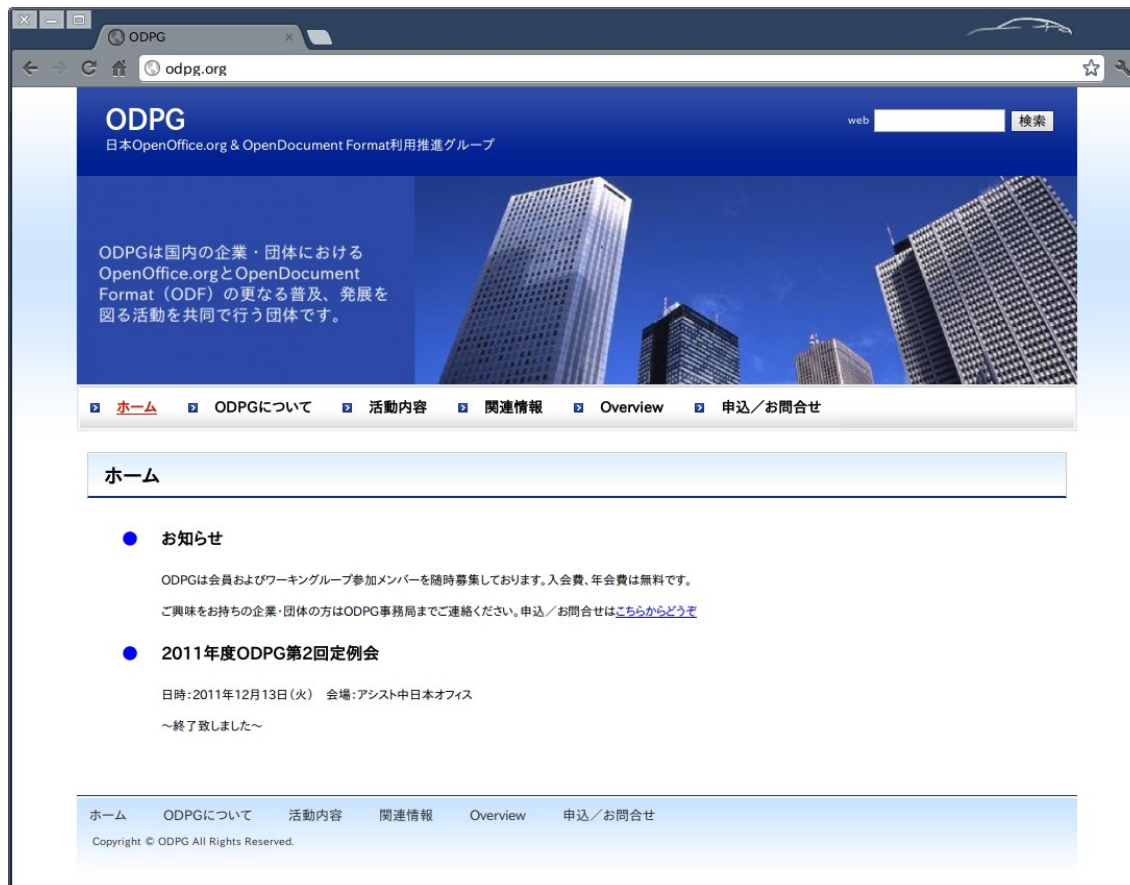 ODPG
odpg.org
ODPG
日本OpenOffice.org & OpenDocument Format利用推進グループ
web
検索
ODPGは国内の企業・団体における
OpenOffice.orgとOpenDocument
Format（ODF）の更なる普及、発展を
図る活動を共同で行う団体です。
ホーム ODPGについて 活動内容 関連情報 Overview 申込／お問合せ
ホーム
お知らせ
ODPGは会員およびワーキングループ参加メンバーを随時募集しております。入会費、年会費は無料です。
ご興味をお持ちの企業・団体の方はODPG事務局までご連絡ください。申込／お問合せはこちらからどうぞ
2011年度ODPG第2回定例会
日時：2011年12月13日（火）　会場：アシスト中日本オフィス
～終了致しました～
ホーム ODPGについて 活動内容 関連情報 Overview 申込／お問合せ
Copyright © ODPG All Rights Reserved.